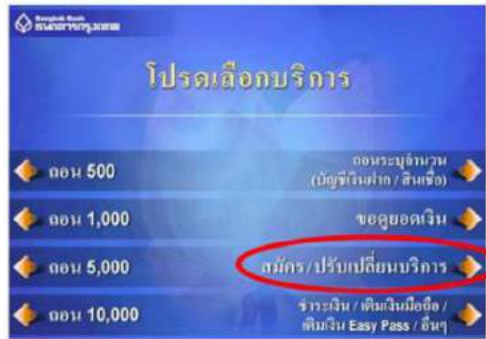 Bangkok Bank
ธนาคารกรุงเทพ
โปรดเลือกบริการ
ถอน 500
ถอนระบุจำนวน
(บัญชีเงินฝาก / สินเชื่อ)
ถอน 1,000
ขอดูยอดเงิน
ถอน 5,000
สมัคร/ปรับเปลี่ยนบริการ
ถอน 10,000
ชำระเงิน / เติมเงินมือถือ /
เติมเงิน Easy Pass / อื่นๆ